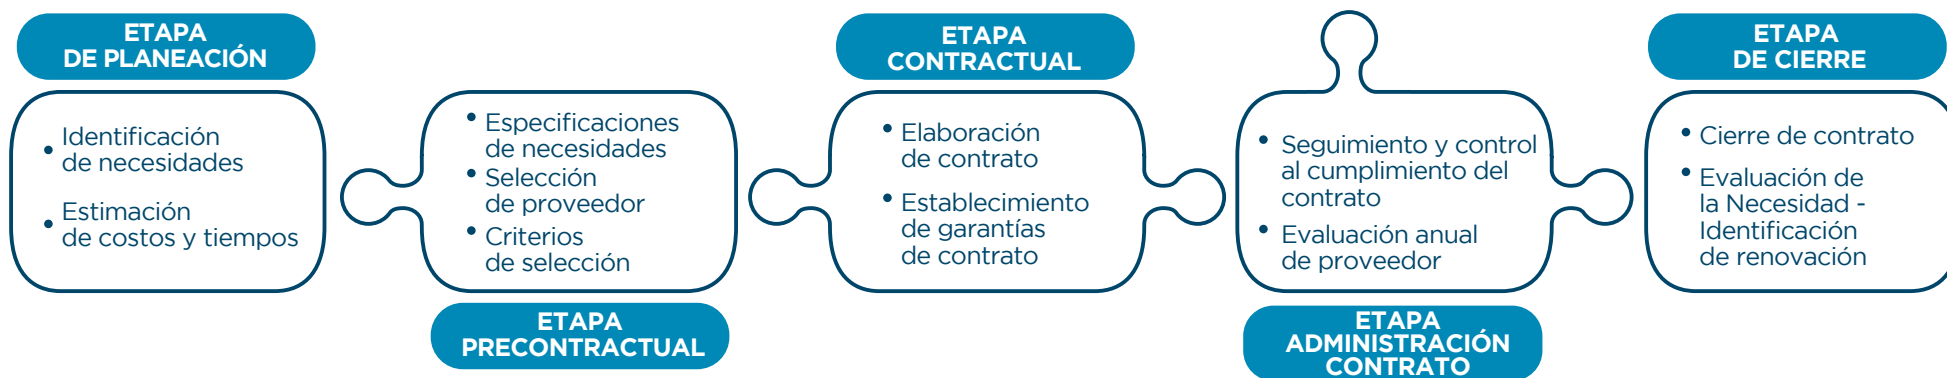 ETAPA
DE PLANEACIÓN
• Identificación
de necesidades
• Estimación
de costos y tiempos
• Especificaciones
de necesidades
• Selección
de proveedor
• Criterios
de selección
ETAPA
PRECONTRACTUAL
ETAPA
CONTRACTUAL
• Elaboración
de contrato
• Establecimiento
de garantías
de contrato
• Seguimiento y control
al cumplimiento del
contrato
• Evaluación anual
de proveedor
ETAPA
ADMINISTRACIÓN
CONTRATO
ETAPA
DE CIERRE
• Cierre de contrato
• Evaluación de
la Necesidad -
Identificación
de renovación